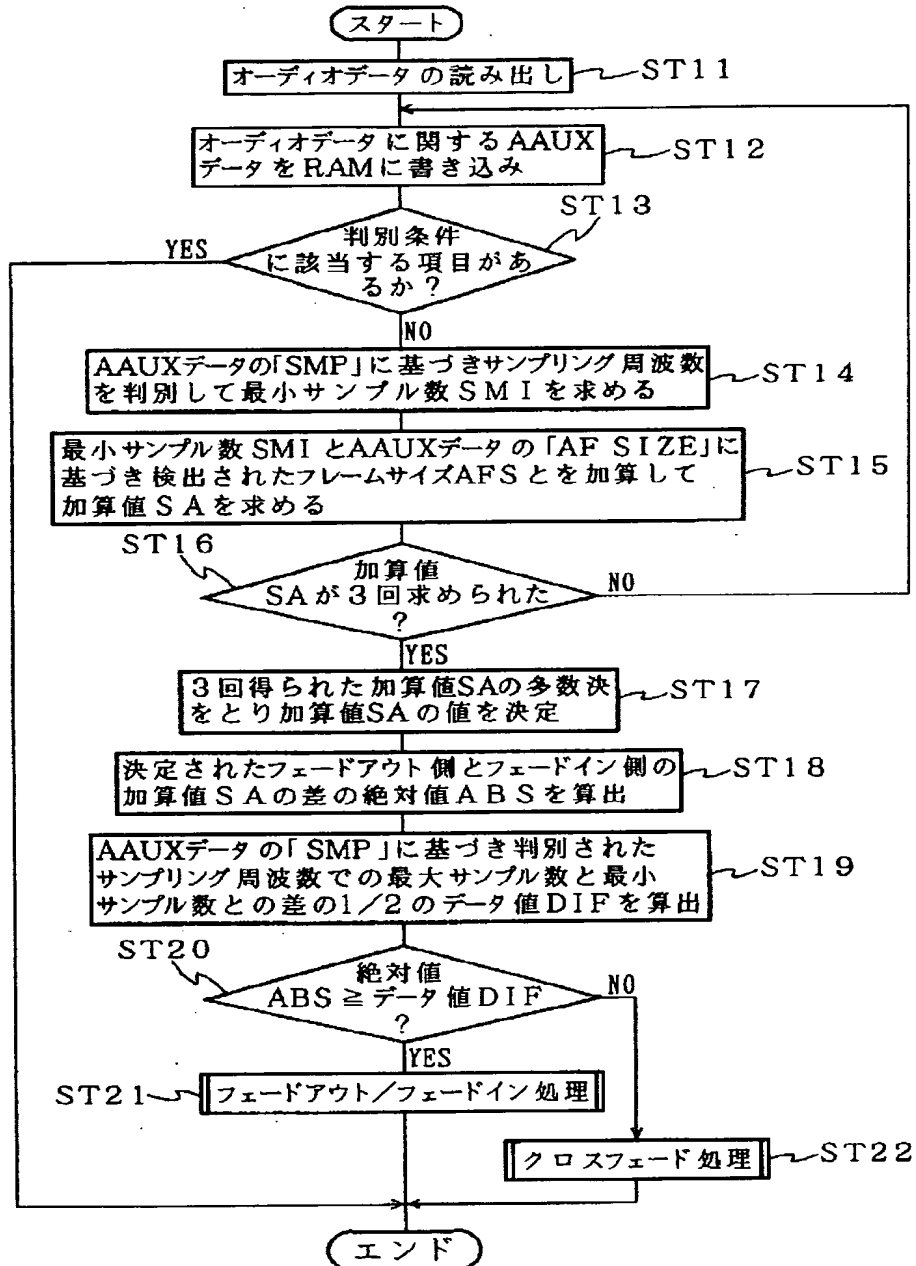 スタート
オーディオデータの読み出し
ST11
オーディオデータに関するAAUX
データをRAMに書き込み
ST12
ST13
判別条件
に該当する項目があ
るか?
YES
NO
AAUXデータの「SMP」に基づきサンプリング周波数
を判別して最小サンプル数SMIを求める
ST14
最小サンプル数SMIとAAUXデータの「AF SIZE」に
基づき検出されたフレームサイズAFSとを加算して
加算値SAを求める
ST15
ST16
加算値
SAが3回求められた
?
NO
YES
3回得られた加算値SAの多数決
をとり加算値SAの値を決定
ST17
決定されたフェードアウト側とフェードイン側の
加算値SAの差の絶対値ABSを算出
ST18
AAUXデータの「SMP」に基づき判別された
サンプリング周波数での最大サンプル数と最小
サンプル数との差の1/2のデータ値DIFを算出
ST19
ST20
絶対値
ABS≧データ値DIF
?
NO
YES
ST21
フェードアウト/フェードイン処理
クロスフェード処理
ST22
エンド